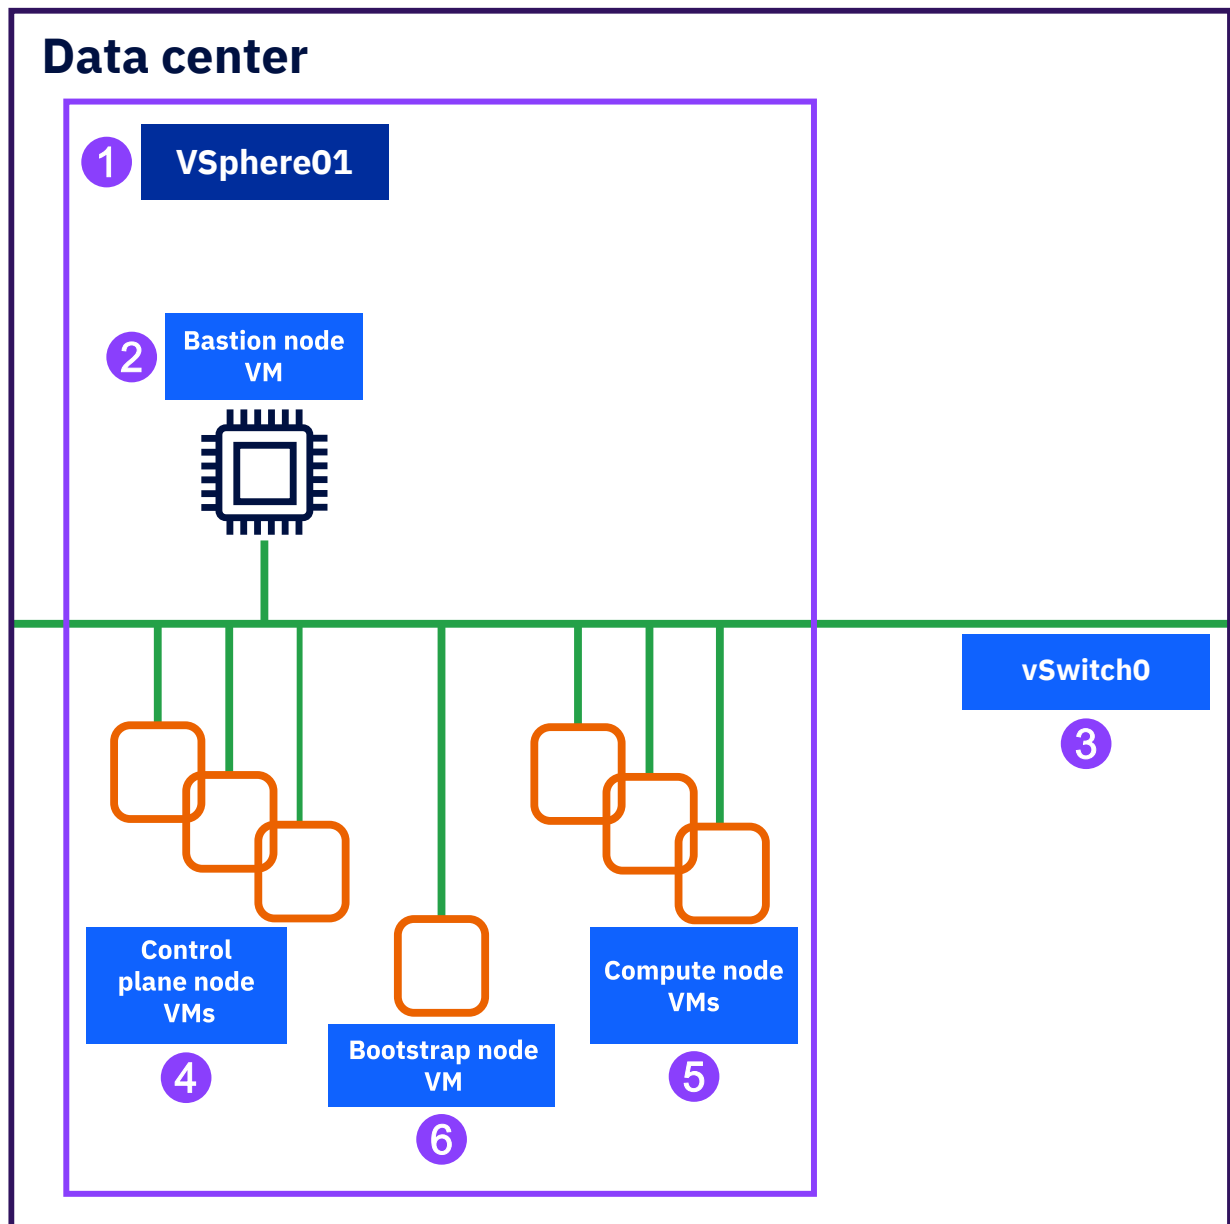 Data center
1
VSphere01
2
Bastion node
VM
vSwitch0
3
Control
plane node
VMs
4
Bootstrap node
VM
6
Compute node
VMs
5